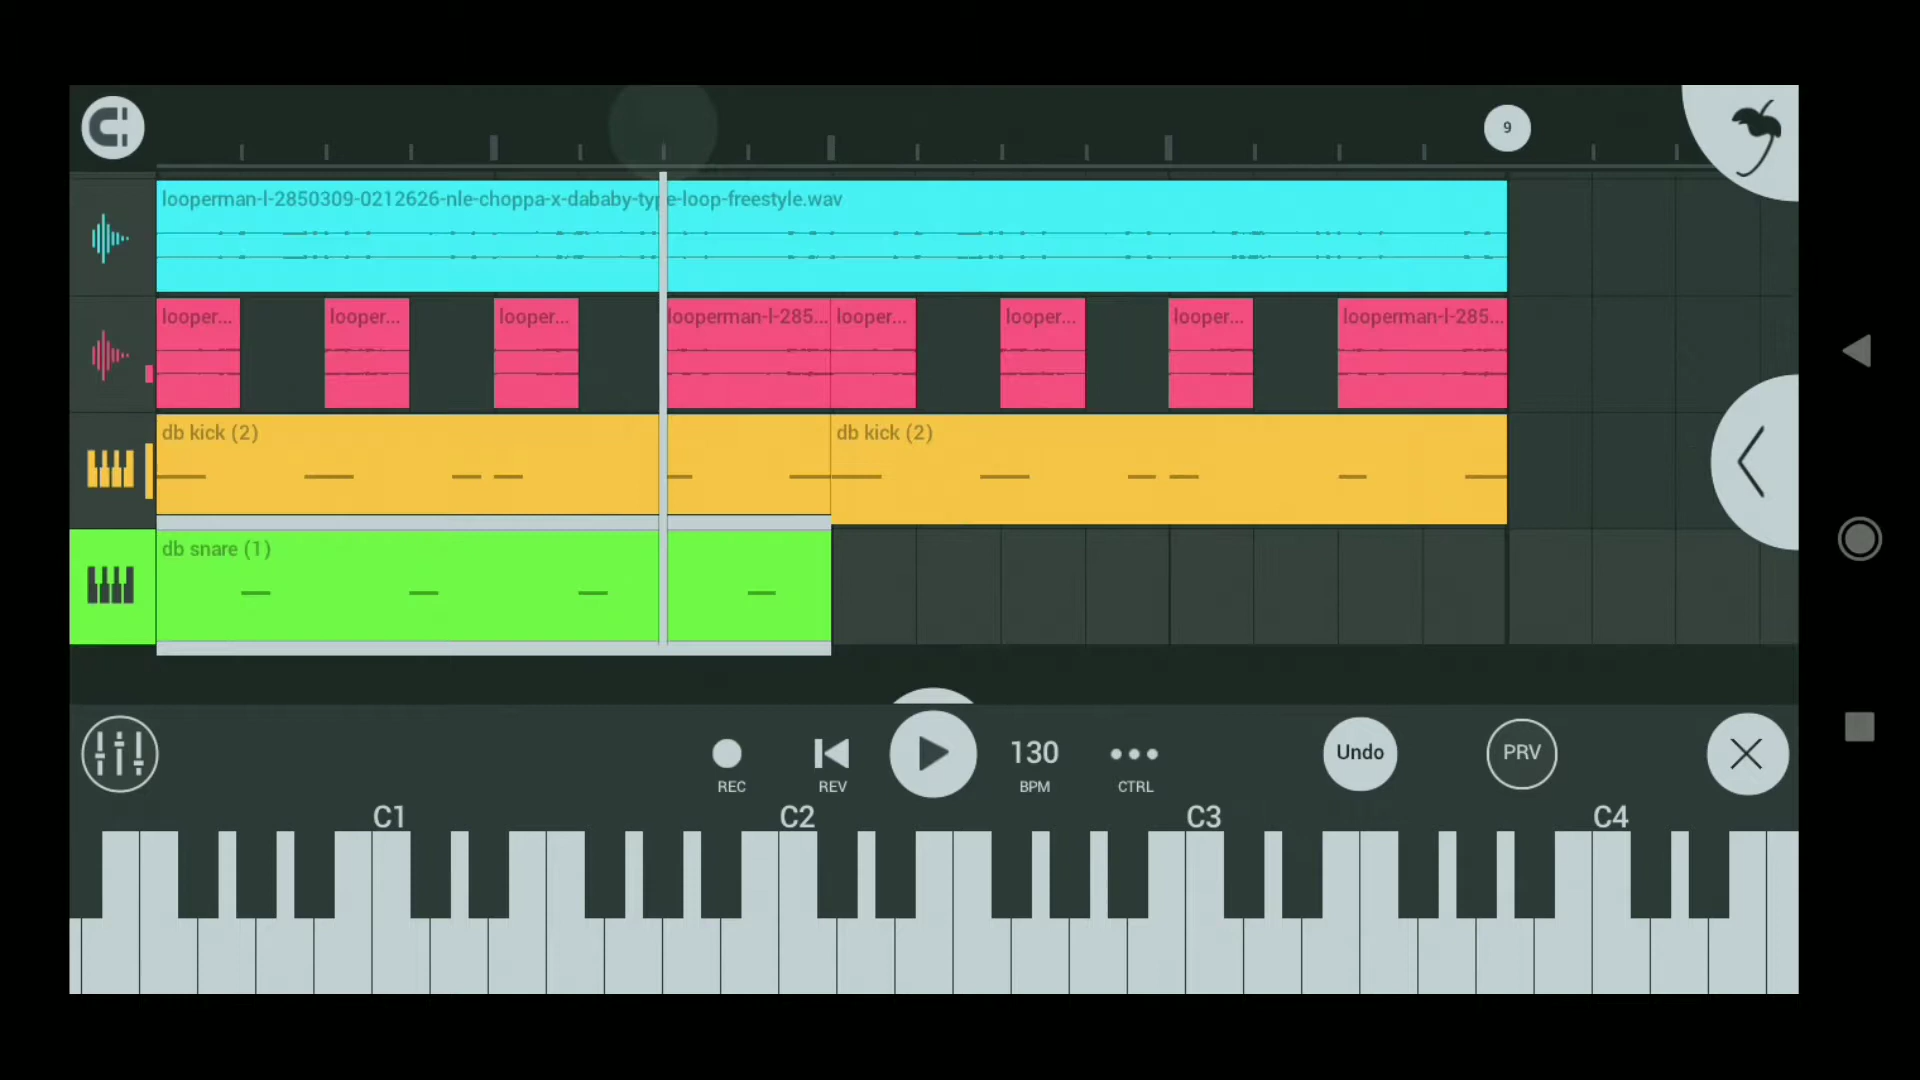 9
looperman-l-2850309-0212626-nle-choppa-x-dababy-type-loop-freestyle.wav
looper... looper... looper... looperman-l-285... looper... looper... looper... looperman-l-285...
db kick (2) db kick (2)
db snare (1)
130 Undo PRV
REC REV BPM CTRL
C1 C2 C3 C4